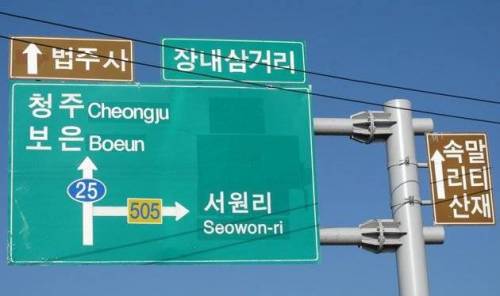 법주사
장내삼거리
청주 Cheongju
보은 Boeun
25
505
서원리
Seowon-ri
속말
리티
산재